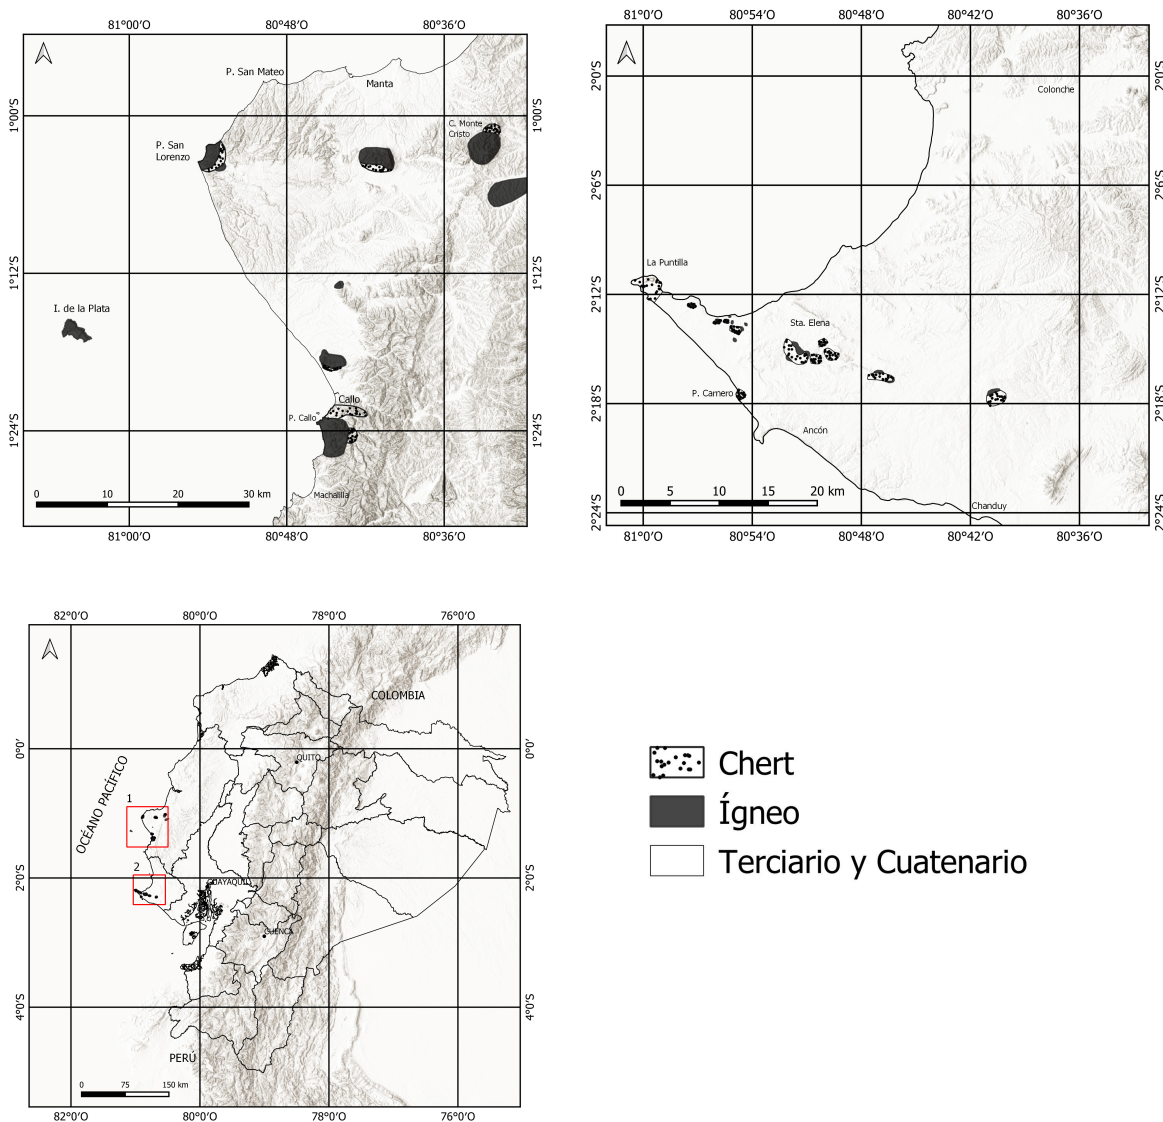 81°00′O 80°48′O 80°36′O
P. San Mateo
Manta
1°00′S
1°00′S
C. Monte
Cristo
P. San
Lorenzo
1°12′S
1°12′S
I. de la Plata
Callo
P. Callo
1°24′S
1°24′S
Machalilla
0 10 20 30 km
81°00′O 80°48′O 80°36′O
81°0′O 80°54′O 80°48′O 80°42′O 80°36′O
2°0′S
2°0′S
Colonche
2°6′S
2°6′S
La Puntilla
2°12′S
2°12′S
Sta. Elena
P. Carnero
2°18′S
2°18′S
Ancón
0 5 10 15 20 km
Chanduy
2°24′S
2°24′S
81°0′O 80°54′O 80°48′O 80°42′O 80°36′O
82°0′O 80°0′O 78°0′O 76°0′O
COLOMBIA
0°0′
0°0′
QUITO
OCÉANO PACÍFICO
1
2
2°0′S
2°0′S
GUAYAQUIL
CUENCA
4°0′S
4°0′S
PERÚ
0 75 150 km
82°0′O 80°0′O 78°0′O 76°0′O
Chert
Ígneo
Terciario y Cuatenario